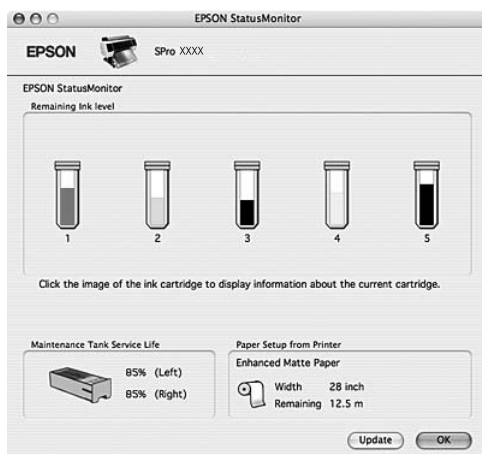 EPSON StatusMonitor
EPSON SPro XXXX
EPSON StatusMonitor
Remaining Ink level
1 2 3 4 5
Click the image of the ink cartridge to display information about the current cartridge.
Maintenance Tank Service Life
85% (Left)
85% (Right)
Paper Setup from Printer
Enhanced Matte Paper
Width 28 inch
Remaining 12.5 m
Update OK